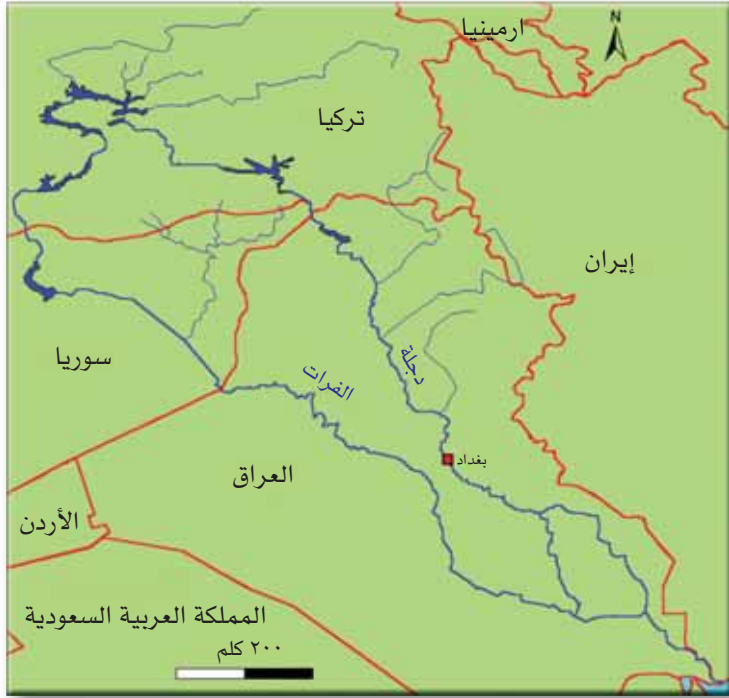 ارمينيا
N
تركيا
إيران
سوريا
دجلة
الفرات
بغداد
العراق
الأردن
المملكة العربية السعودية
٢٠٠ كلم